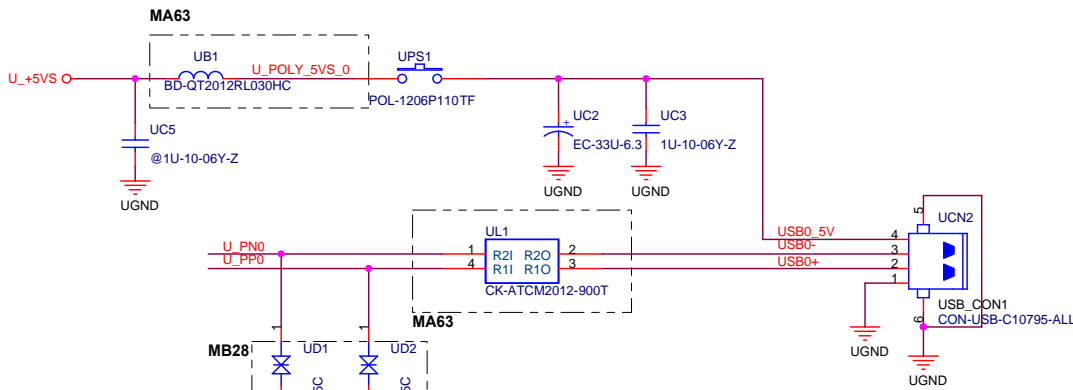 MA63
UB1
UPS1
U_+5VS
U_POLY_5VS_0
BD-QT2012RL030HC
POL-1206P110TF
UC5
UC2
UC3
+
@1U-10-06Y-Z
EC-33U-6.3
1U-10-06Y-Z
UGND
UGND
UGND
5
UCN2
UL1
USB0_5V
4
U_PN0
1
R2I
R2O
2
USB0-
3
U_PP0
4
R1I
R1O
3
USB0+
2
1
CK-ATCM2012-900T
USB_CON1
6
CON-USB-C10795-ALL
MA63
1
1
MB28
UD1
UD2
UGND
UGND
5C
5C